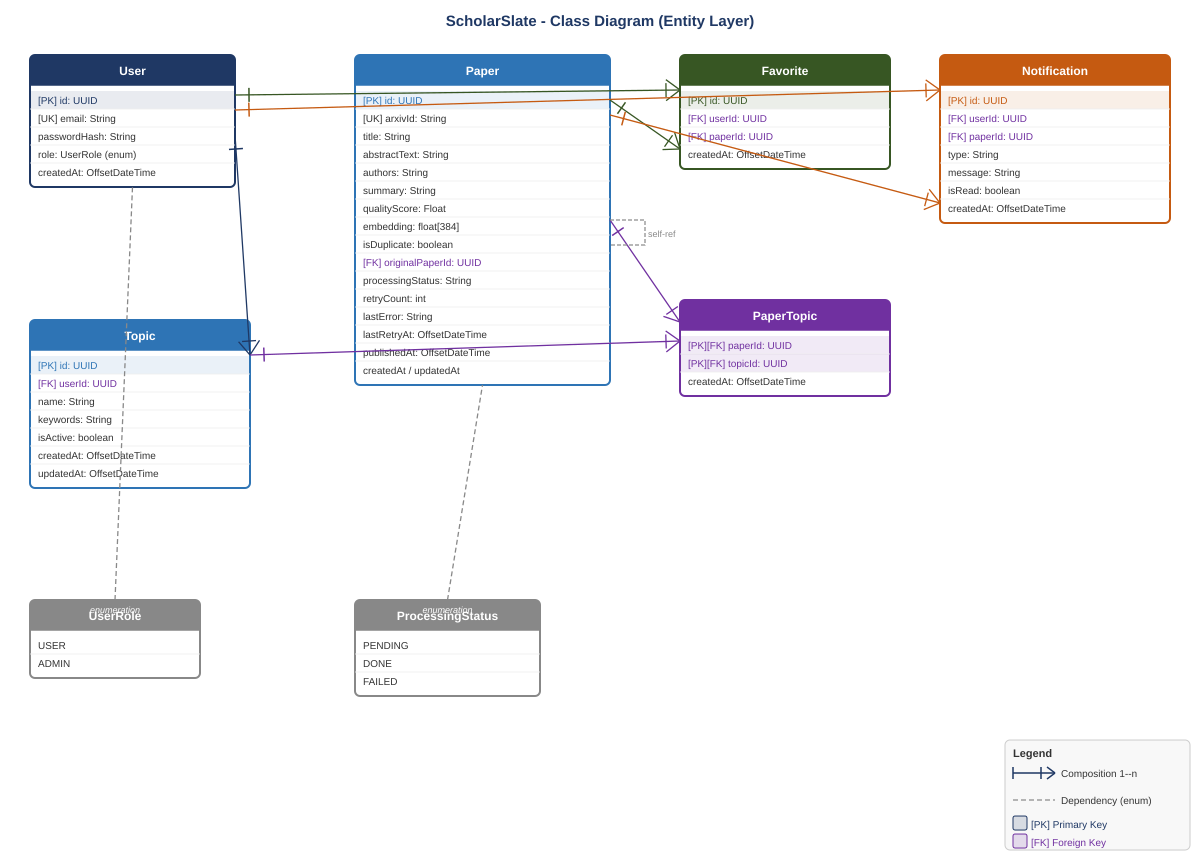 ScholarSlate - Class Diagram (Entity Layer)
User
[PK] id: UUID
[UK] email: String
passwordHash: String
role: UserRole (enum)
createdAt: OffsetDateTime
Paper
[PK] id: UUID
[UK] arxivId: String
title: String
abstractText: String
authors: String
summary: String
qualityScore: Float
embedding: float[384]
isDuplicate: boolean
[FK] originalPaperId: UUID
processingStatus: String
retryCount: int
lastError: String
lastRetryAt: OffsetDateTime
publishedAt: OffsetDateTime
createdAt / updatedAt
self-ref
Favorite
[PK] id: UUID
[FK] userId: UUID
[FK] paperId: UUID
createdAt: OffsetDateTime
Notification
[PK] id: UUID
[FK] userId: UUID
[FK] paperId: UUID
type: String
message: String
isRead: boolean
createdAt: OffsetDateTime
Topic
[PK] id: UUID
[FK] userId: UUID
name: String
keywords: String
isActive: boolean
createdAt: OffsetDateTime
updatedAt: OffsetDateTime
PaperTopic
[PK][FK] paperId: UUID
[PK][FK] topicId: UUID
createdAt: OffsetDateTime
enumeration
UserRole
USER
ADMIN
enumeration
ProcessingStatus
PENDING
DONE
FAILED
Legend
Composition 1--n
Dependency (enum)
[PK] Primary Key
[FK] Foreign Key